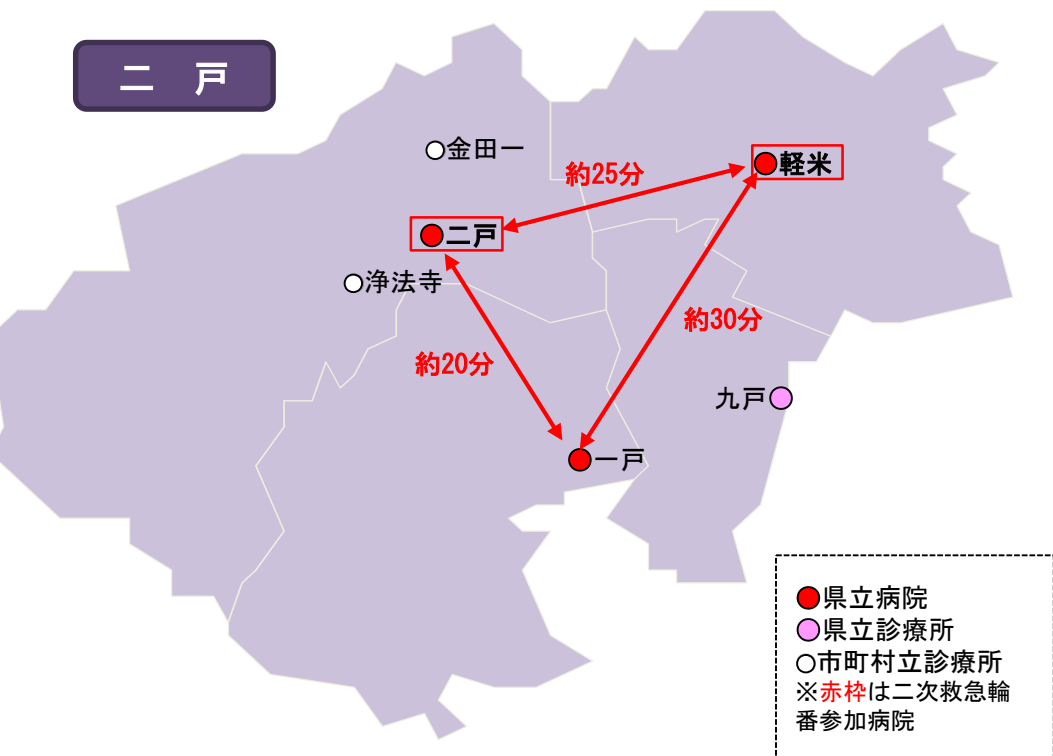 二 戸
金田一
約25分
軽米
二戸
浄法寺
約30分
約20分
九戸
一戸
県立病院
県立診療所
市町村立診療所
※赤枠は二次救急輪
番参加病院